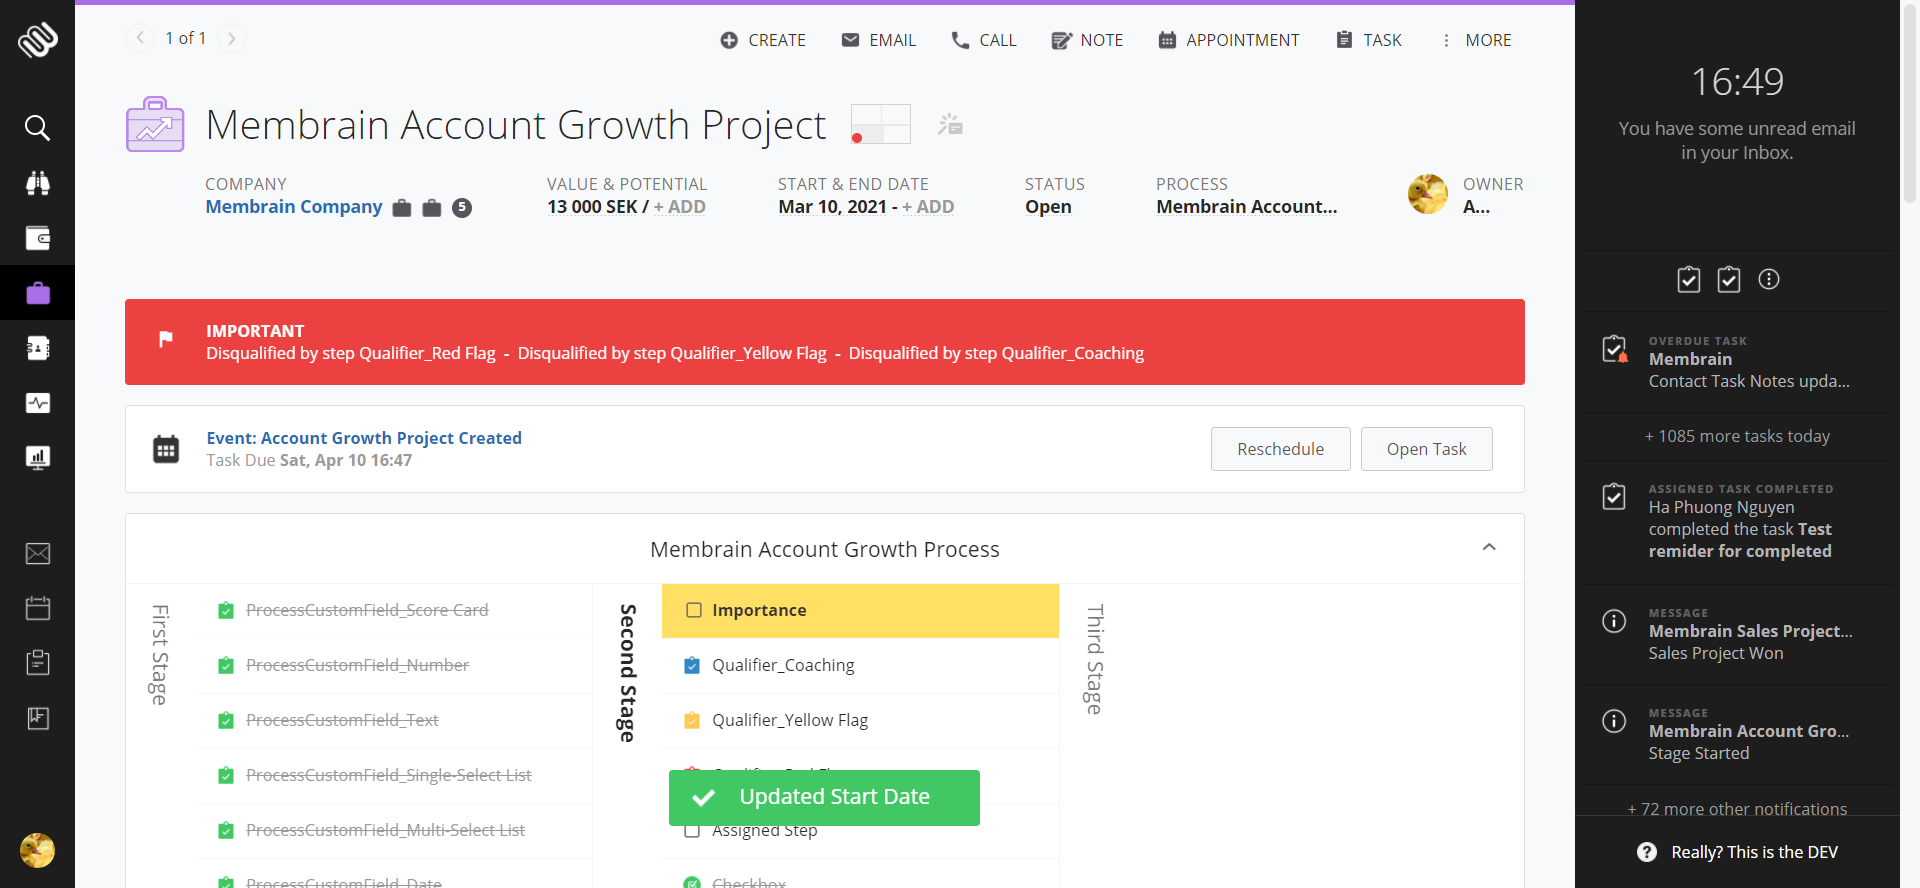 1 of 1
CREATE
EMAIL
CALL
NOTE
APPOINTMENT
TASK
MORE
Membrain Account Growth Project
COMPANY
Membrain Company
5
VALUE & POTENTIAL
13 000 SEK / + ADD
START & END DATE
Mar 10, 2021 - + ADD
STATUS
Open
PROCESS
Membrain Account...
OWNER
A...
IMPORTANT
Disqualified by step Qualifier_Red Flag - Disqualified by step Qualifier_Yellow Flag - Disqualified by step Qualifier_Coaching
Event: Account Growth Project Created
Task Due Sat, Apr 10 16:47
Reschedule
Open Task
Membrain Account Growth Process
First Stage
ProcessCustomField_Score Card
ProcessCustomField_Number
ProcessCustomField_Text
ProcessCustomField_Single-Select List
ProcessCustomField_Multi-Select List
ProcessCustomField_Date
Second Stage
Importance
Qualifier_Coaching
Qualifier_Yellow Flag
Updated Start Date
Assigned Step
Checkbox
Third Stage
16:49
You have some unread email
in your Inbox.
OVERDUE TASK
Membrain
Contact Task Notes upda...
+ 1085 more tasks today
ASSIGNED TASK COMPLETED
Ha Phuong Nguyen
completed the task Test
remider for completed
MESSAGE
Membrain Sales Project...
Sales Project Won
MESSAGE
Membrain Account Gro...
Stage Started
+ 72 more other notifications
Really? This is the DEV